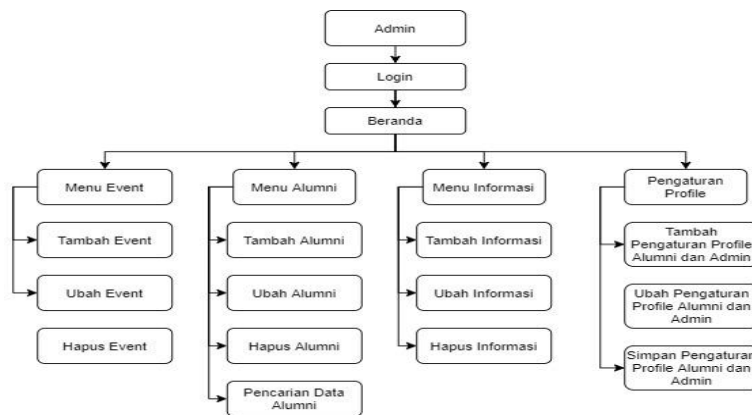 Admin
Login
Beranda
Menu Event
Menu Alumni
Menu Informasi
Pengaturan
Profile
Tambah Event
Tambah Alumni
Tambah Informasi
Tambah
Pengaturan Profile
Alumni dan Admin
Ubah Event
Ubah Alumni
Ubah Informasi
Ubah Pengaturan
Profile Alumni dan
Admin
Hapus Event
Hapus Alumni
Hapus Informasi
Simpan Pengaturan
Profile Alumni dan
Admin
Pencarian Data
Alumni